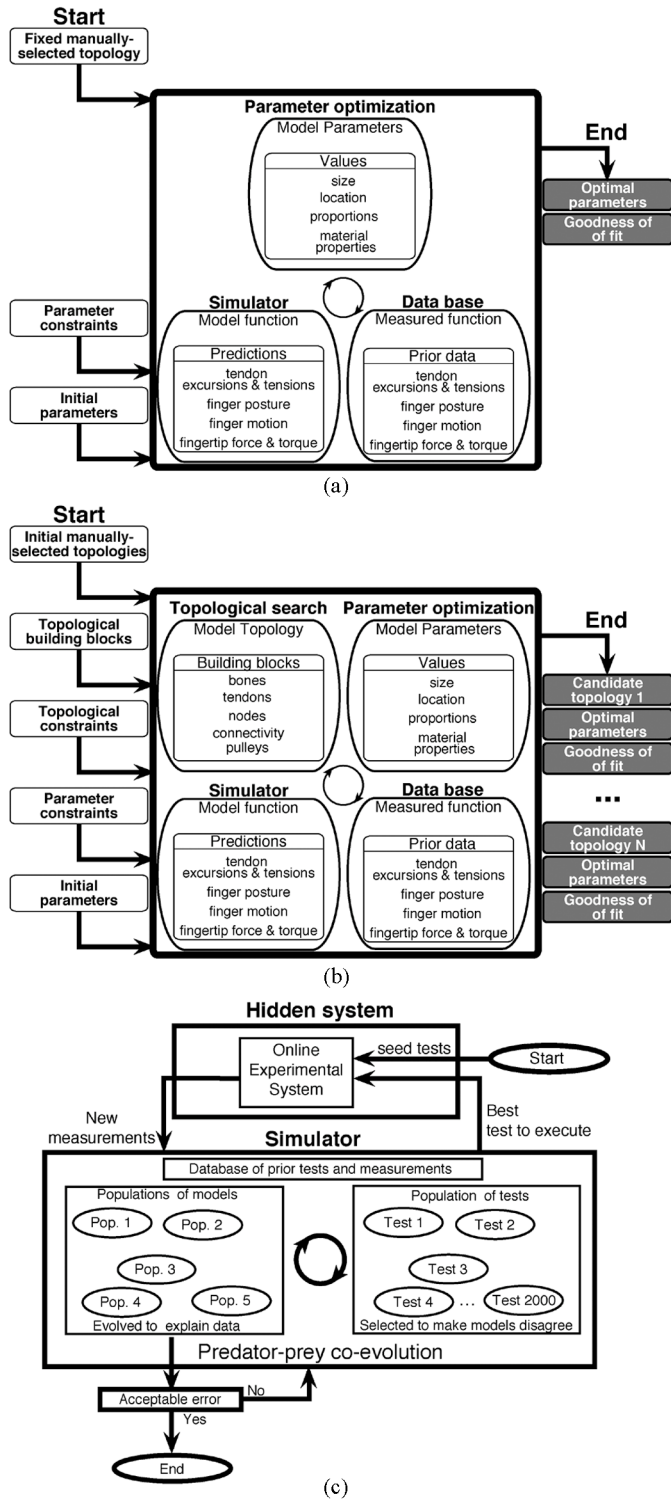 Start
Fixed manually-
selected topology
Parameter optimization
Model Parameters
Values
size
location
proportions
material
properties
End
Optimal
parameters
Goodness of
of fit
Parameter
constraints
Initial
parameters
Simulator
Model function
Predictions
tendon
excursions & tensions
finger posture
finger motion
fingertip force & torque
Data base
Measured function
Prior data
tendon
excursions & tensions
finger posture
finger motion
fingertip force & torque
(a)
Start
Initial manually-
selected topologies
Topological
building blocks
Topological
constraints
Parameter
constraints
Initial
parameters
Topological search
Model Topology
Building blocks
bones
tendons
nodes
connectivity
pulleys
Parameter optimization
Model Parameters
Values
size
location
proportions
material
properties
Simulator
Model function
Predictions
tendon
excursions & tensions
finger posture
finger motion
fingertip force & torque
Data base
Measured function
Prior data
tendon
excursions & tensions
finger posture
finger motion
fingertip force & torque
End
Candidate
topology 1
Optimal
parameters
Goodness of
of fit
...
Candidate
topology N
Optimal
parameters
Goodness of
of fit
(b)
Hidden system
Online
Experimental
System
seed tests
Start
New
measurements
Best
test to execute
Simulator
Database of prior tests and measurements
Populations of models
Pop. 1
Pop. 2
Pop. 3
Pop. 4
Pop. 5
Evolved to explain data
Population of tests
Test 1
Test 2
Test 3
Test 4
...
Test 2000
Selected to make models disagree
Predator-prey co-evolution
Acceptable error
No
Yes
End
(c)